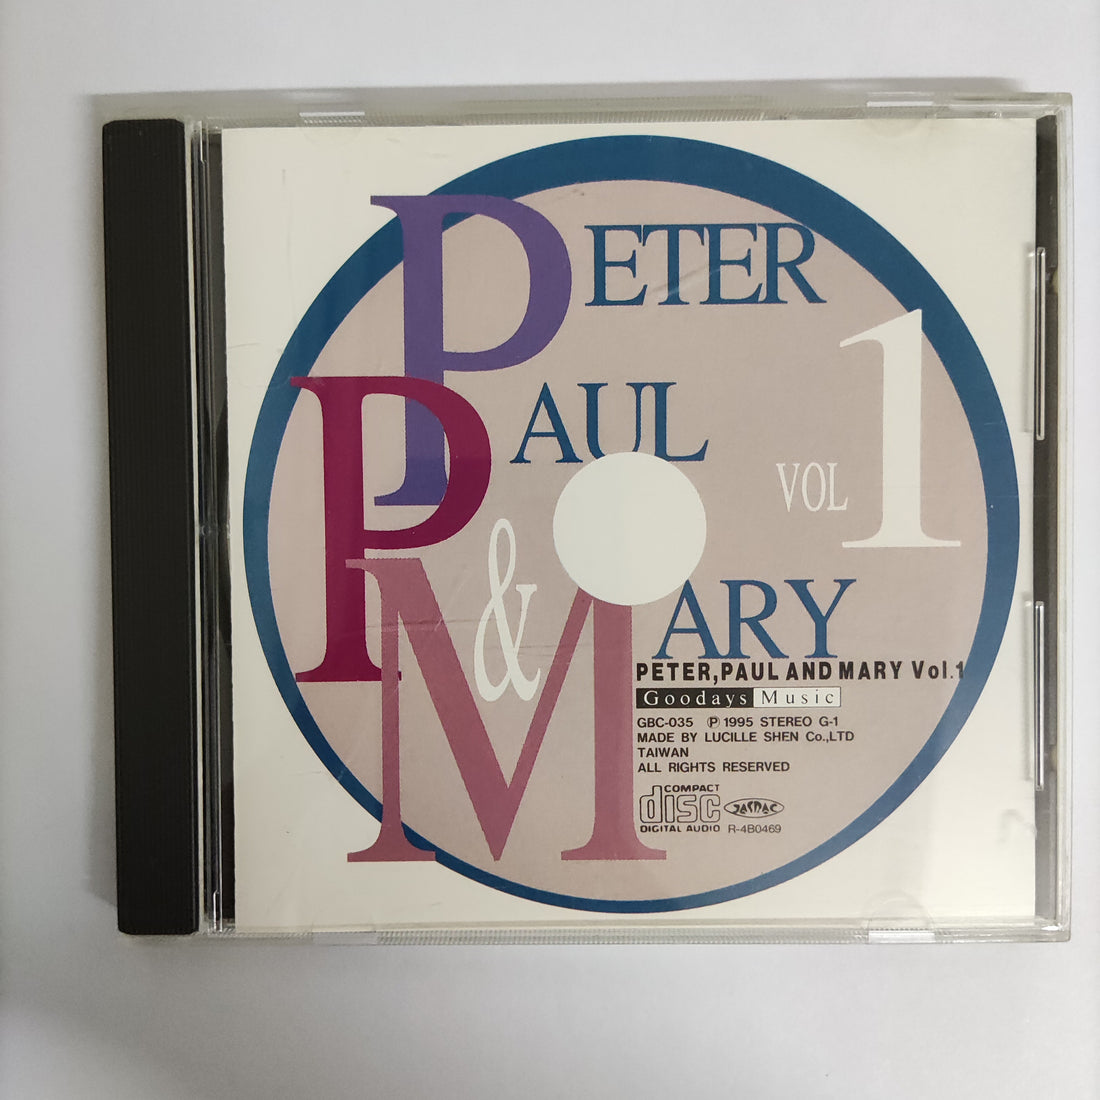 PETER
PAUL
VOL 1
& MARY
PETER,PAUL AND MARY Vol.1
Goodays Music
GBC-035 Ⓟ 1995 STEREO G-1
MADE BY LUCILLE SHEN Co.,LTD
TAIWAN
ALL RIGHTS RESERVED
COMPACT
disc JASRAC
DIGITAL AUDIO R-4B0469